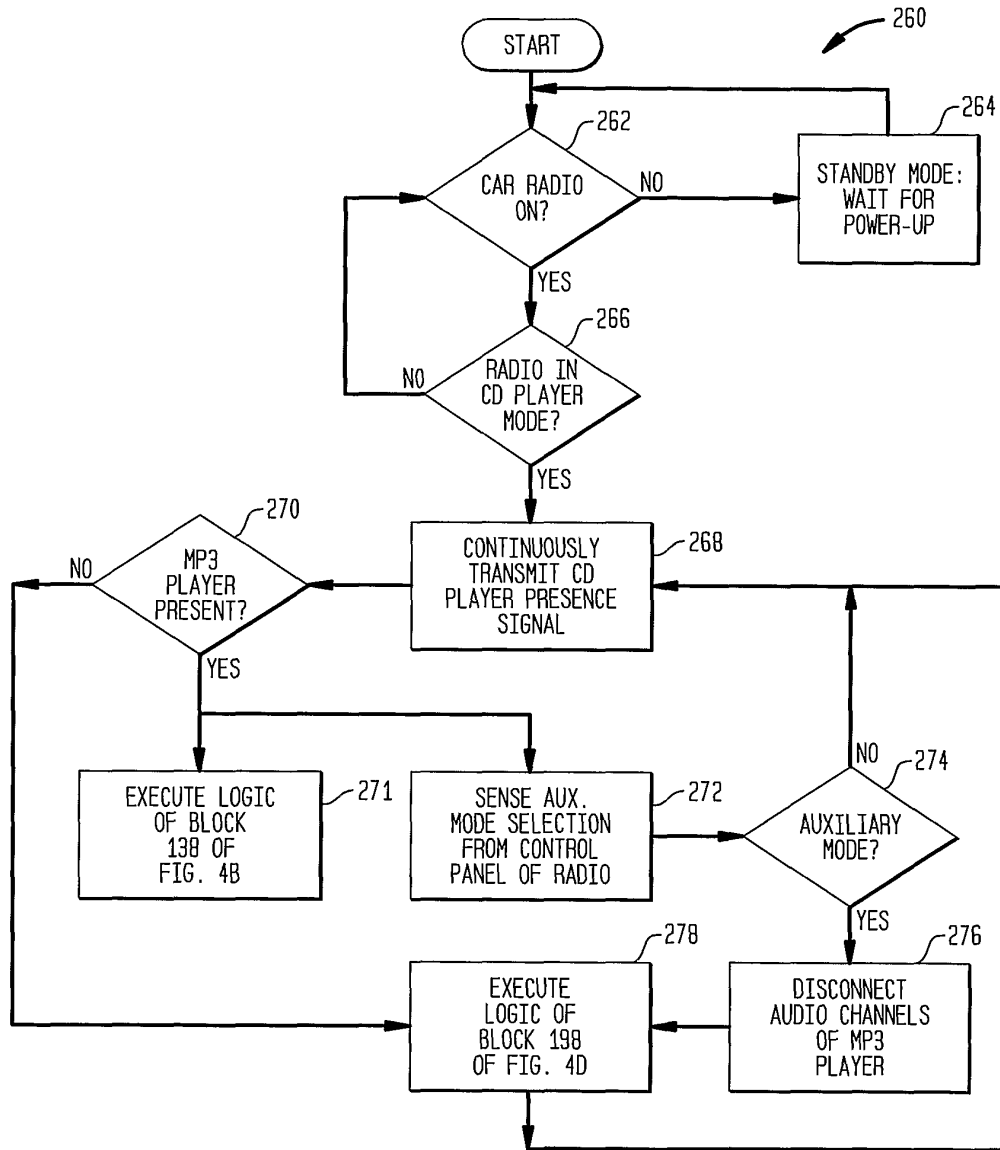 260
START
262
264
CAR RADIO
ON?
NO
STANDBY MODE:
WAIT FOR
POWER-UP
YES
266
NO
RADIO IN
CD PLAYER
MODE?
YES
270
268
NO
MP3
PLAYER
PRESENT?
CONTINUOUSLY
TRANSMIT CD
PLAYER PRESENCE
SIGNAL
YES
271
EXECUTE LOGIC
OF BLOCK
138 OF
FIG. 4B
272
SENSE AUX.
MODE SELECTION
FROM CONTROL
PANEL OF RADIO
NO
274
AUXILIARY
MODE?
YES
278
276
EXECUTE
LOGIC OF
BLOCK 198
OF FIG. 4D
DISCONNECT
AUDIO CHANNELS
OF MP3
PLAYER